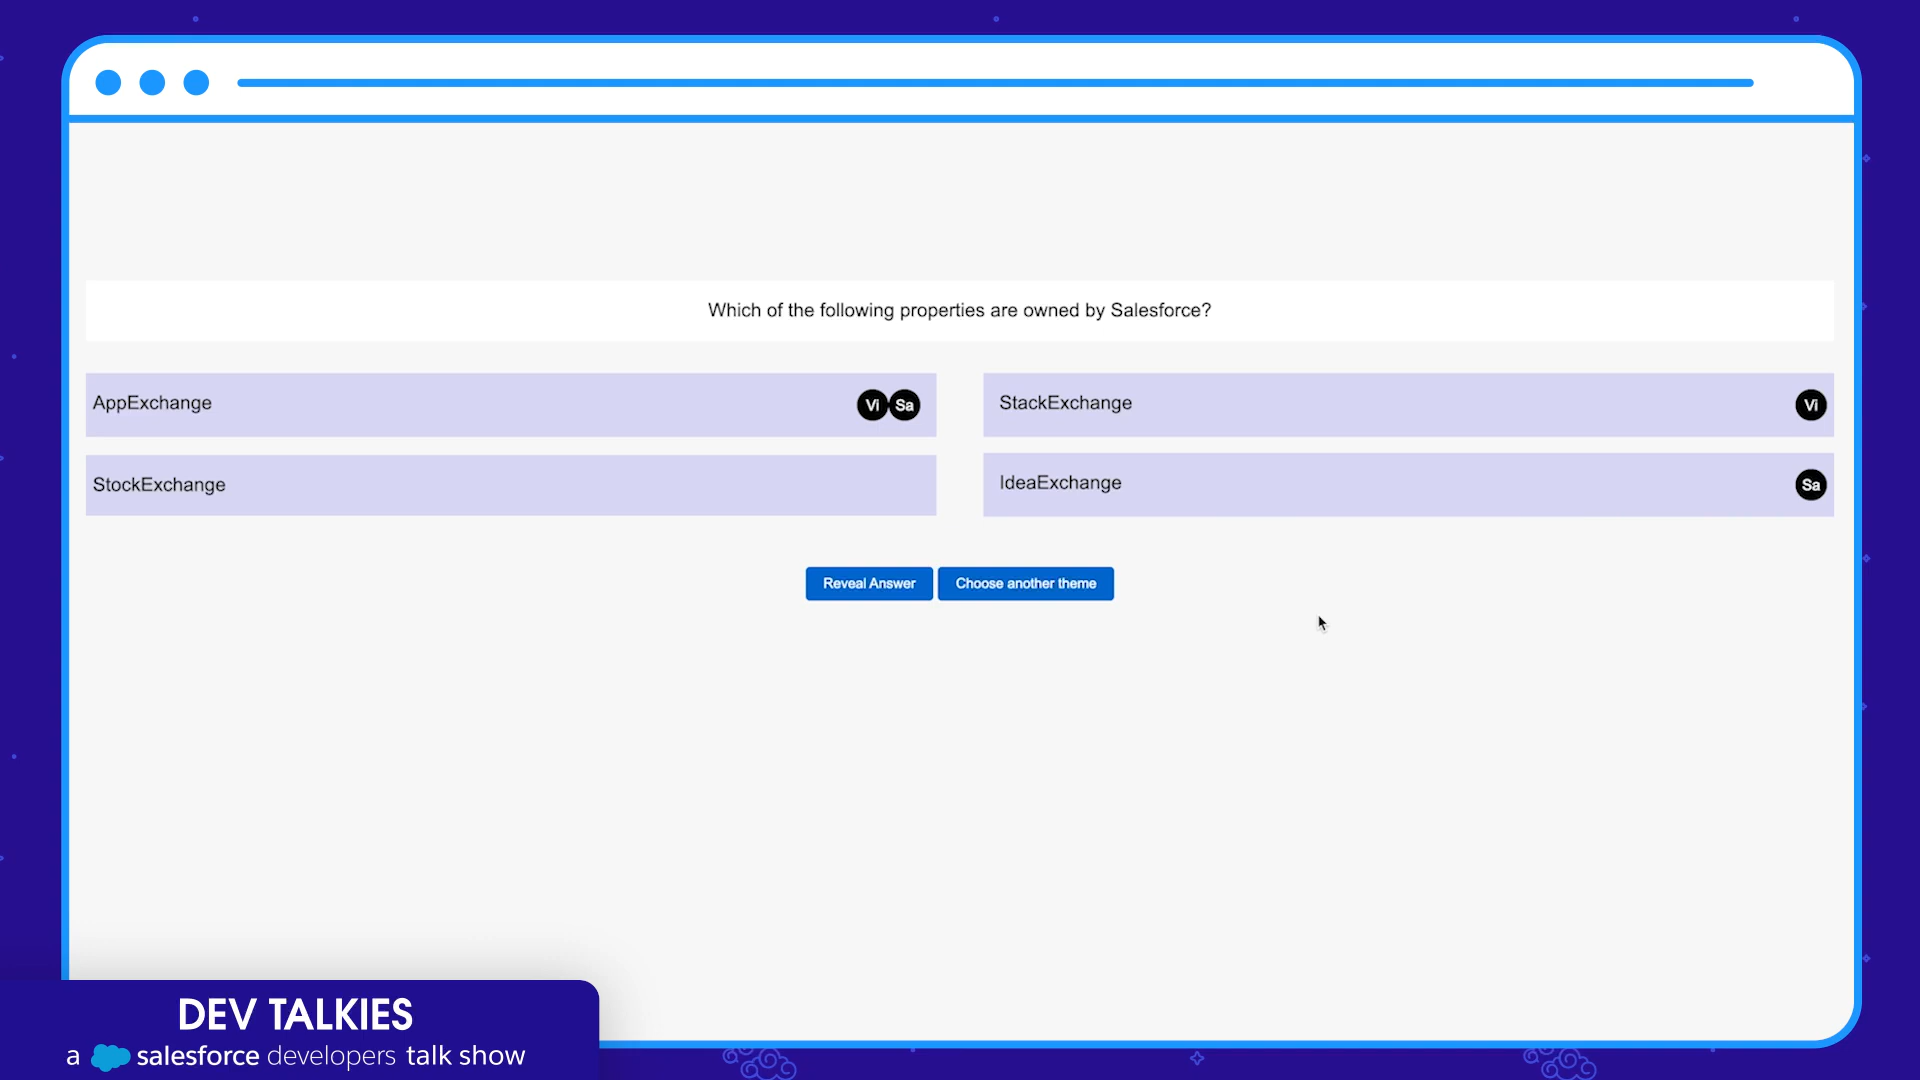 Which of the following properties are owned by Salesforce?
AppExchange
Vi
Sa
StackExchange
Vi
StockExchange
IdeaExchange
Sa
Reveal Answer
Choose another theme
DEV TALKIES
a salesforce developers talk show